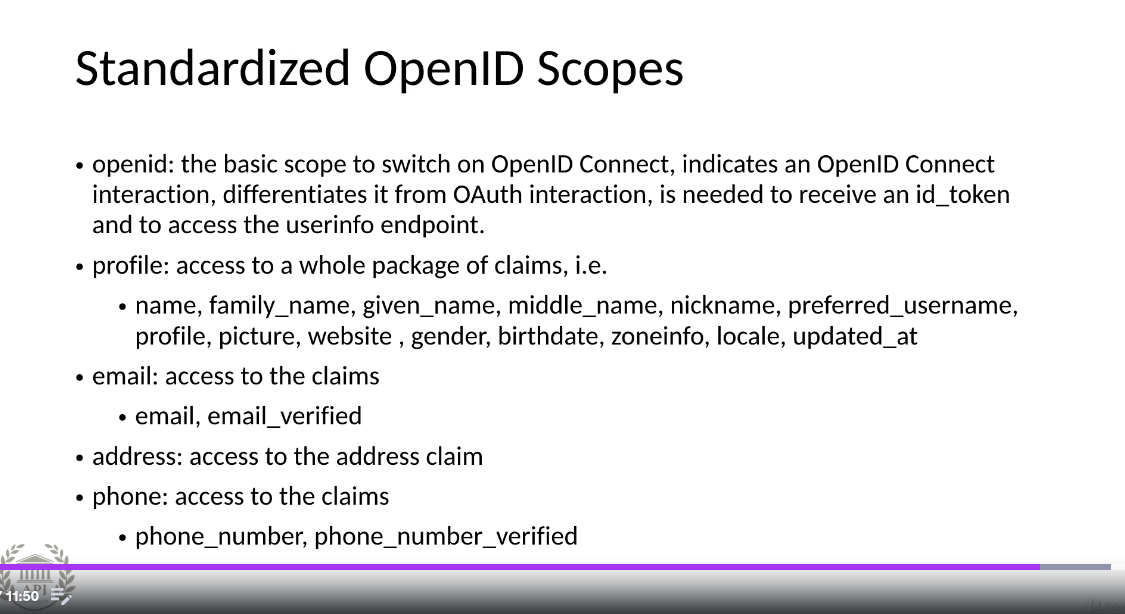 Standardized OpenID Scopes
• openid: the basic scope to switch on OpenID Connect, indicates an OpenID Connect
interaction, differentiates it from OAuth interaction, is needed to receive an id_token
and to access the userinfo endpoint.
• profile: access to a whole package of claims, i.e.
• name, family_name, given_name, middle_name, nickname, preferred_username,
profile, picture, website , gender, birthdate, zoneinfo, locale, updated_at
• email: access to the claims
• email, email_verified
• address: access to the address claim
• phone: access to the claims
• phone_number, phone_number_verified
API
/ 11:50